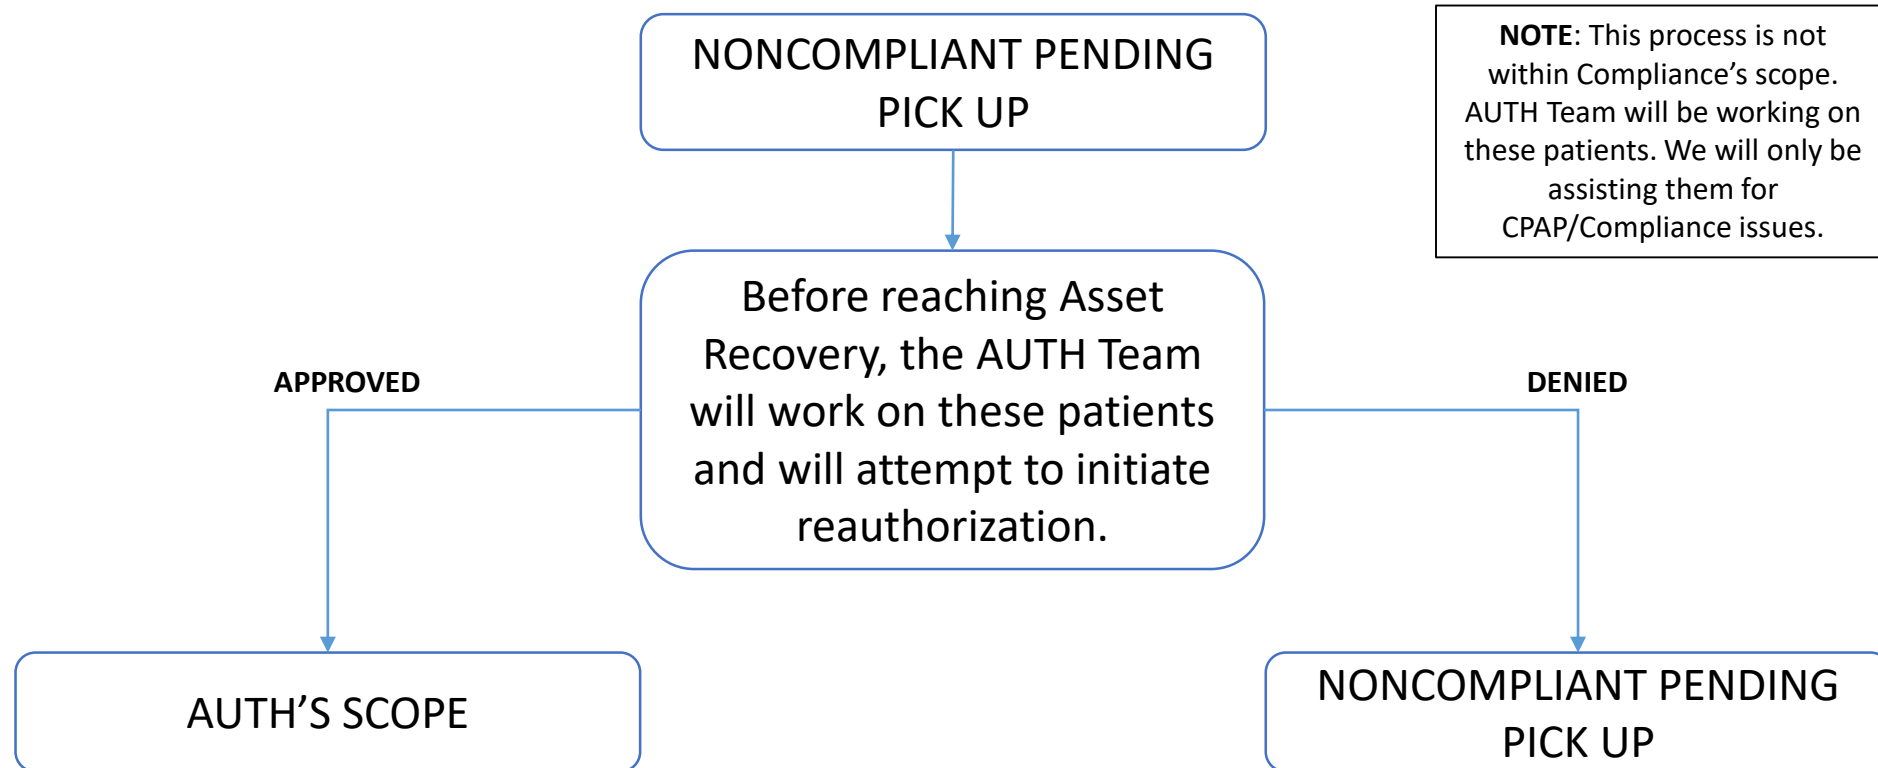 NONCOMPLIANT PENDING
PICK UP
NOTE: This process is not
within Compliance’s scope.
AUTH Team will be working on
these patients. We will only be
assisting them for
CPAP/Compliance issues.
Before reaching Asset
Recovery, the AUTH Team
will work on these patients
and will attempt to initiate
reauthorization.
APPROVED
DENIED
AUTH’S SCOPE
NONCOMPLIANT PENDING
PICK UP